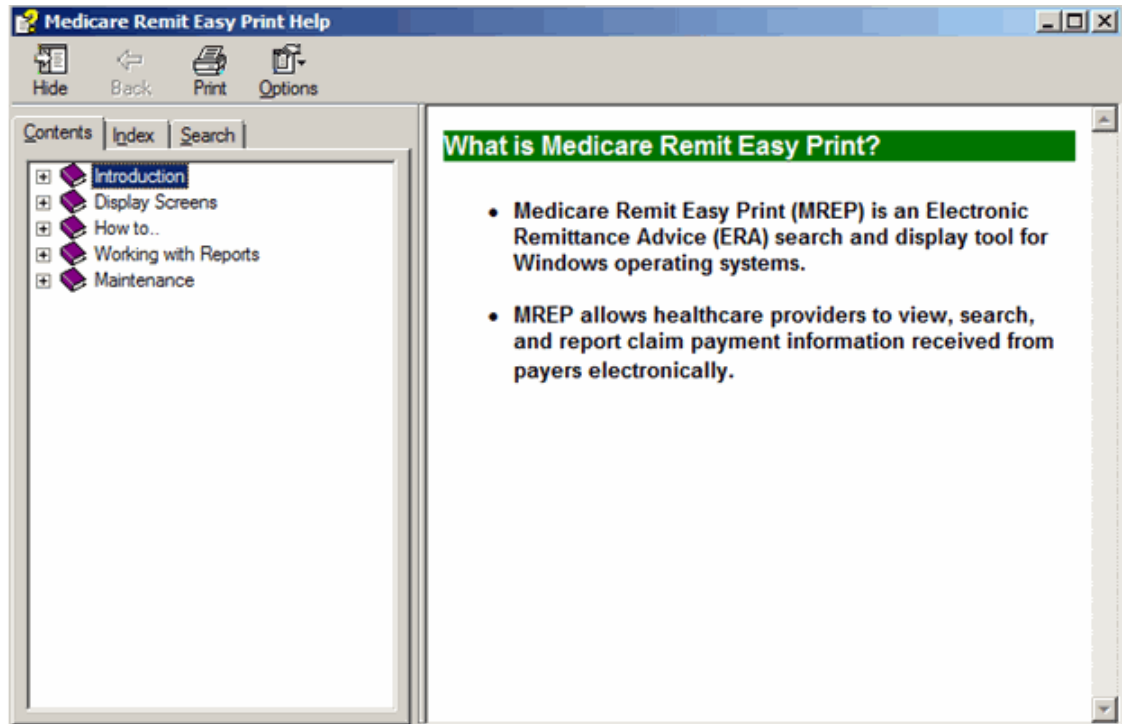 Medicare Remit Easy Print Help
Hide Back Print Options
Contents Index Search
Introduction
Display Screens
How to..
Working with Reports
Maintenance
What is Medicare Remit Easy Print?
• Medicare Remit Easy Print (MREP) is an Electronic
Remittance Advice (ERA) search and display tool for
Windows operating systems.
• MREP allows healthcare providers to view, search,
and report claim payment information received from
payers electronically.